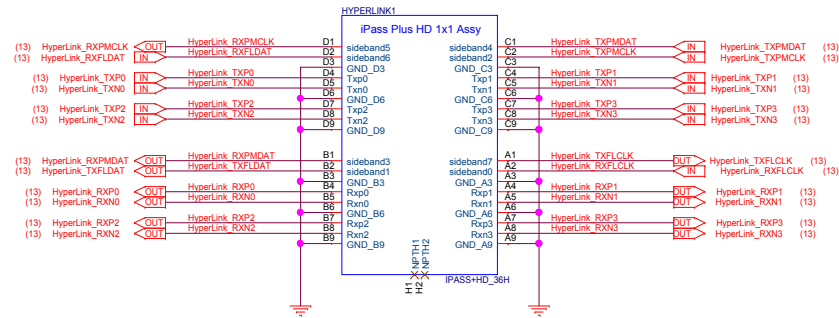 HYPERLINK1
iPass Plus HD 1x1 Assy
(13) HyperLink_RXPMCLK OUT HyperLink_RXPMCLK D1 sideband5 sideband4 C1 HyperLink_TXPMDAT IN HyperLink_TXPMDAT (13)
(13) HyperLink_RXFLDAT IN HyperLink_RXFLDAT D2 sideband6 sideband2 C2 HyperLink_TXPMCLK IN HyperLink_TXPMCLK (13)
D3 GND_D3 GND_C3 C3
(13) HyperLink_TXP0 IN HyperLink_TXP0 D4 Txp0 Txp1 C4 HyperLink_TXP1 IN HyperLink_TXP1 (13)
(13) HyperLink_TXN0 IN HyperLink_TXN0 D5 Txn0 Txn1 C5 HyperLink_TXN1 IN HyperLink_TXN1 (13)
D6 GND_D6 GND_C6 C6
(13) HyperLink_TXP2 IN HyperLink_TXP2 D7 Txp2 Txp3 C7 HyperLink_TXP3 IN HyperLink_TXP3 (13)
(13) HyperLink_TXN2 IN HyperLink_TXN2 D8 Txn2 Txn3 C8 HyperLink_TXN3 IN HyperLink_TXN3 (13)
D9 GND_D9 GND_C9 C9
(13) HyperLink_RXPMDAT OUT HyperLink_RXPMDAT B1 sideband3 sideband7 A1 HyperLink_TXFLCLK OUT HyperLink_TXFLCLK (13)
(13) HyperLink_TXFLDAT OUT HyperLink_TXFLDAT B2 sideband1 sideband0 A2 HyperLink_RXFLCLK IN HyperLink_RXFLCLK (13)
B3 GND_B3 GND_A3 A3
(13) HyperLink_RXP0 OUT HyperLink_RXP0 B4 Rxp0 Rxp1 A4 HyperLink_RXP1 OUT HyperLink_RXP1 (13)
(13) HyperLink_RXN0 OUT HyperLink_RXN0 B5 Rxn0 Rxn1 A5 HyperLink_RXN1 OUT HyperLink_RXN1 (13)
B6 GND_B6 GND_A6 A6
(13) HyperLink_RXP2 OUT HyperLink_RXP2 B7 Rxp2 Rxp3 A7 HyperLink_RXP3 OUT HyperLink_RXP3 (13)
(13) HyperLink_RXN2 OUT HyperLink_RXN2 B8 Rxn2 Rxn3 A8 HyperLink_RXN3 OUT HyperLink_RXN3 (13)
B9 GND_B9 GND_A9 A9
NPTH1
NPTH2
H1
H2
IPASS+HD_36H